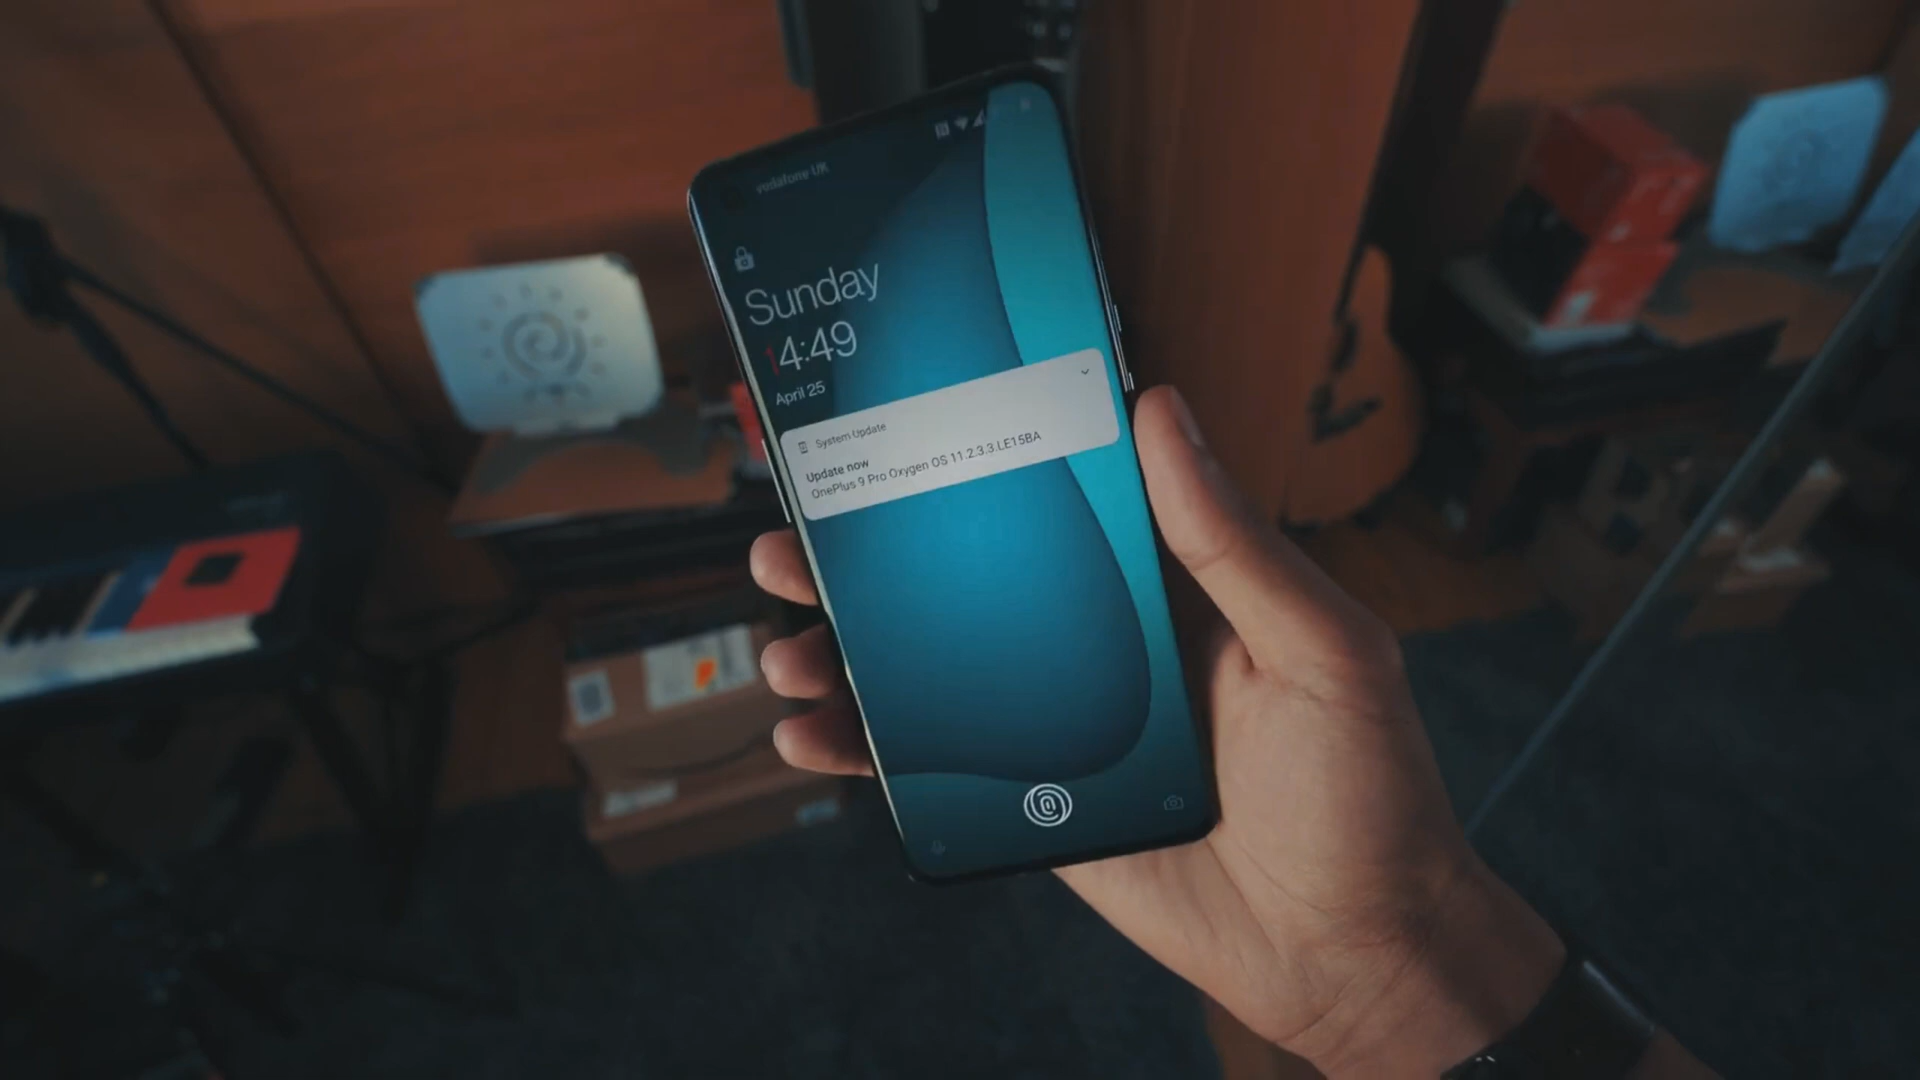 vodafone UK
Sunday
14:49
April 25
System Update
Update now
OnePlus 9 Pro Oxygen OS 11.2.3.3.LE15BA